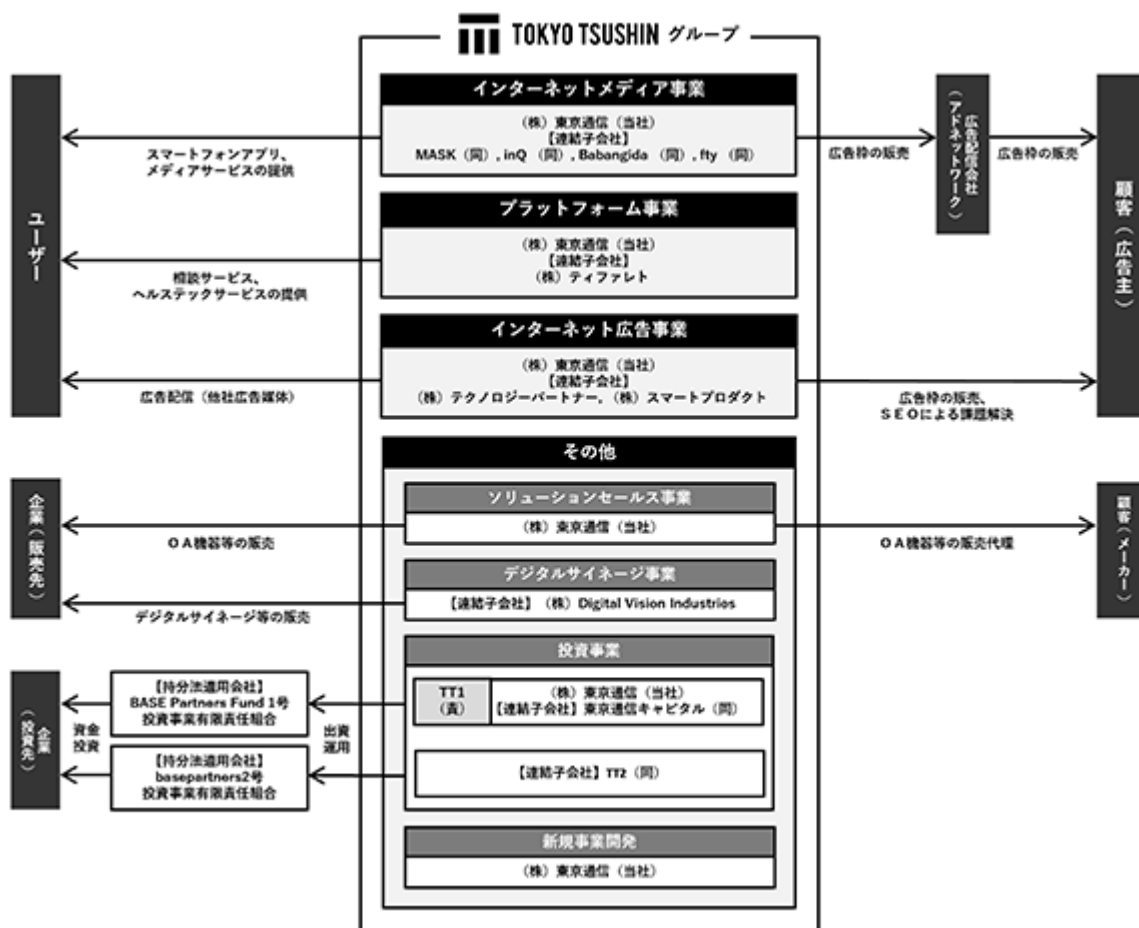 TOKYO TSUSHIN グループ
インターネットメディア事業
（株）東京通信（当社）
【連結子会社】
MASK（同）, inQ（同）, Babangida（同）, fty（同）
スマートフォンアプリ、
メディアサービスの提供
広告枠の販売
広告配信会社
（アドネットワーク）
広告枠の販売
ユーザー
顧客（広告主）
プラットフォーム事業
（株）東京通信（当社）
【連結子会社】
（株）ティファレト
相談サービス、
ヘルステックサービスの提供
インターネット広告事業
（株）東京通信（当社）
【連結子会社】
（株）テクノロジーパートナー,（株）スマートプロダクト
広告配信（他社広告媒体）
広告枠の販売、
ＳＥＯによる課題解決
その他
ソリューションセールス事業
（株）東京通信（当社）
企業（販売先）
ＯＡ機器等の販売
ＯＡ機器等の販売代理
顧客（メーカー）
デジタルサイネージ事業
【連結子会社】（株）Digital Vision Industries
デジタルサイネージ等の販売
投資事業
TT1
（責）
（株）東京通信（当社）
【連結子会社】東京通信キャピタル（同）
【連結子会社】TT2（同）
出資
運用
【持分法適用会社】
BASE Partners Fund 1号
投資事業有限責任組合
【持分法適用会社】
basepartners2号
投資事業有限責任組合
資金
投資
企業
（投資先）
新規事業開発
（株）東京通信（当社）